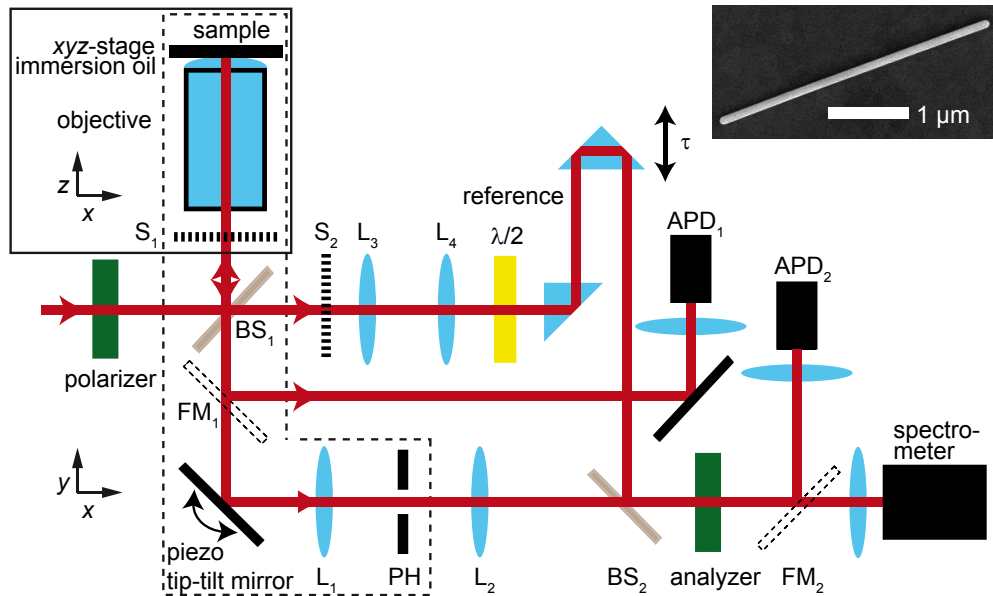 sample
xyz-stage
immersion oil
objective
z
x
S₁
1 μm
τ
reference
S₂
L₃
L₄
λ/2
APD₁
APD₂
BS₁
polarizer
FM₁
y
x
spectro-
meter
piezo
tip-tilt mirror
L₁
PH
L₂
BS₂
analyzer
FM₂